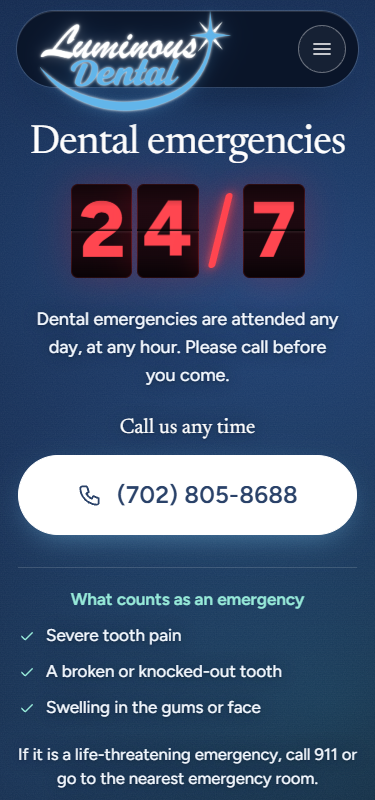 Luminous
Dental
Dental emergencies
24/7
Dental emergencies are attended any
day, at any hour. Please call before
you come.
Call us any time
(702) 805-8688
What counts as an emergency
Severe tooth pain
A broken or knocked-out tooth
Swelling in the gums or face
If it is a life-threatening emergency, call 911 or
go to the nearest emergency room.